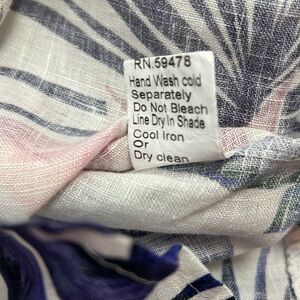 RN.59478
Hand Wash cold
Separately
Do Not Bleach
Line Dry In Shade
Cool Iron
Or
Dry clean